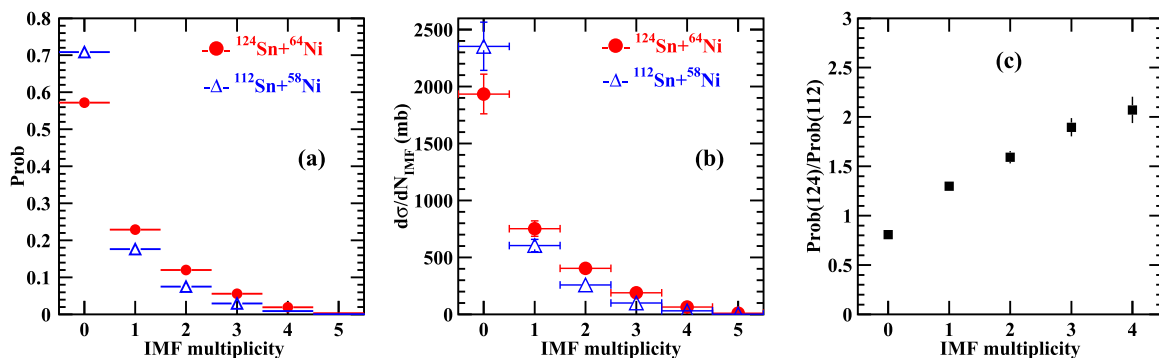 0.8
0.7
0.6
0.5
0.4
0.3
0.2
0.1
0
Prob
¹²⁴Sn+⁶⁴Ni
¹¹²Sn+⁵⁸Ni
(a)
0 1 2 3 4 5
IMF multiplicity
2500
2000
1500
1000
500
0
dσ/dN_IMF (mb)
¹²⁴Sn+⁶⁴Ni
¹¹²Sn+⁵⁸Ni
(b)
0 1 2 3 4 5
IMF multiplicity
3
2.5
2
1.5
1
0.5
0
Prob(124)/Prob(112)
(c)
0 1 2 3 4
IMF multiplicity